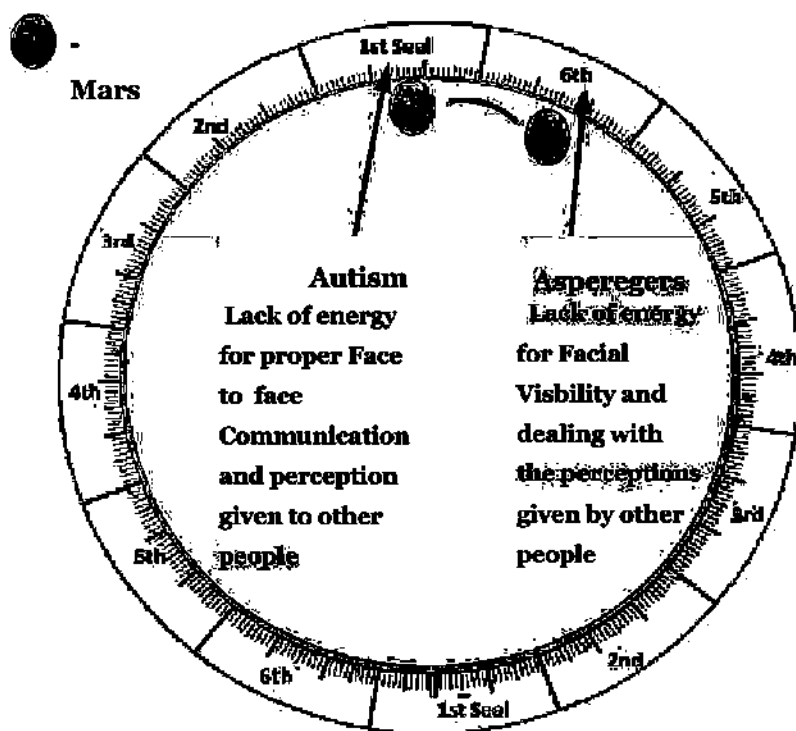 -
Mars
1st Seal
6th
2nd
5th
3rd
4th
4th
3rd
5th
2nd
6th
1st Seal
Autism
Lack of energy
for proper Face
to face
Communication
and perception
given to other
people
Asperegers
Lack of energy
for Facial
Visbility and
dealing with
the perceptions
given by other
people